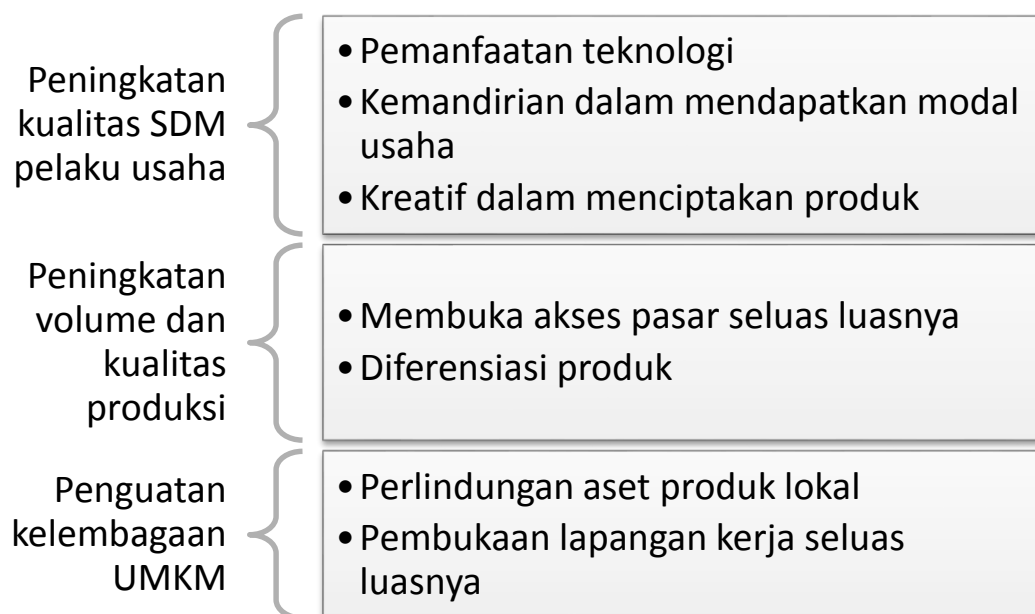 Peningkatan
kualitas SDM
pelaku usaha
•Pemanfaatan teknologi
•Kemandirian dalam mendapatkan modal
usaha
•Kreatif dalam menciptakan produk
Peningkatan
volume dan
kualitas
produksi
•Membuka akses pasar seluas luasnya
•Diferensiasi produk
Penguatan
kelembagaan
UMKM
•Perlindungan aset produk lokal
•Pembukaan lapangan kerja seluas
luasnya